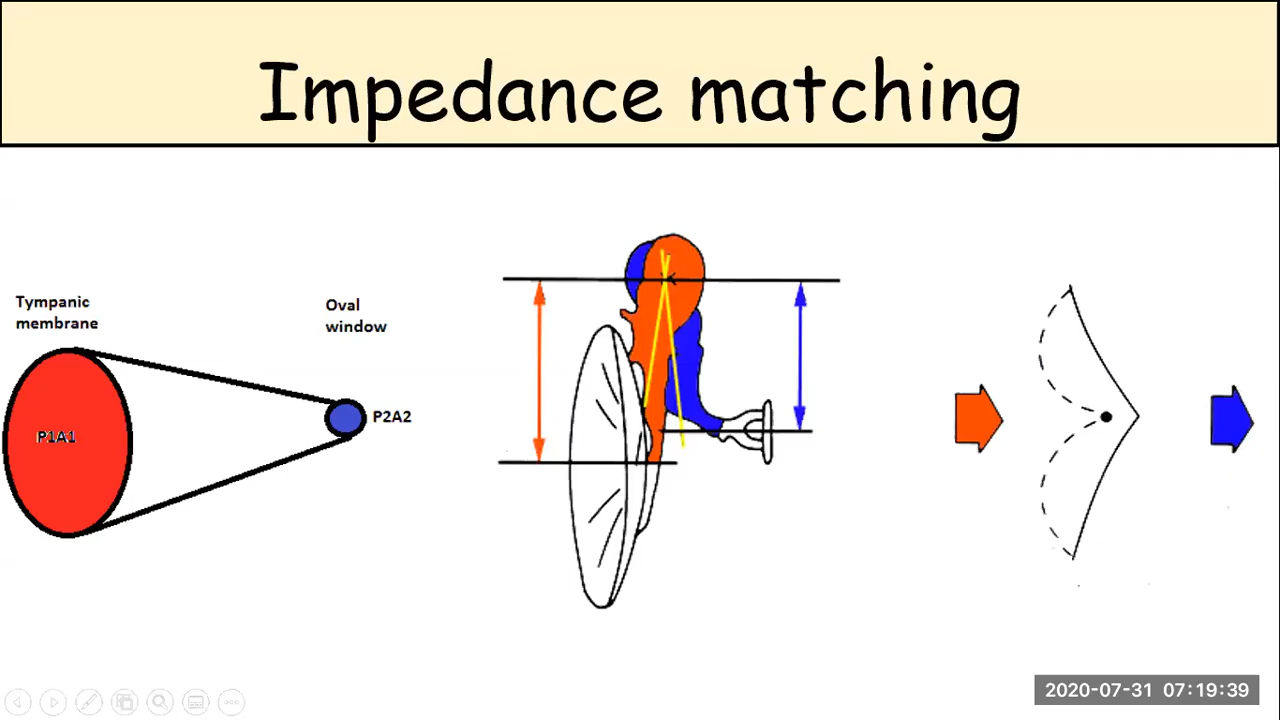 Impedance matching
Tympanic
membrane
Oval
window
P1A1
P2A2
2020-07-31 07:19:39